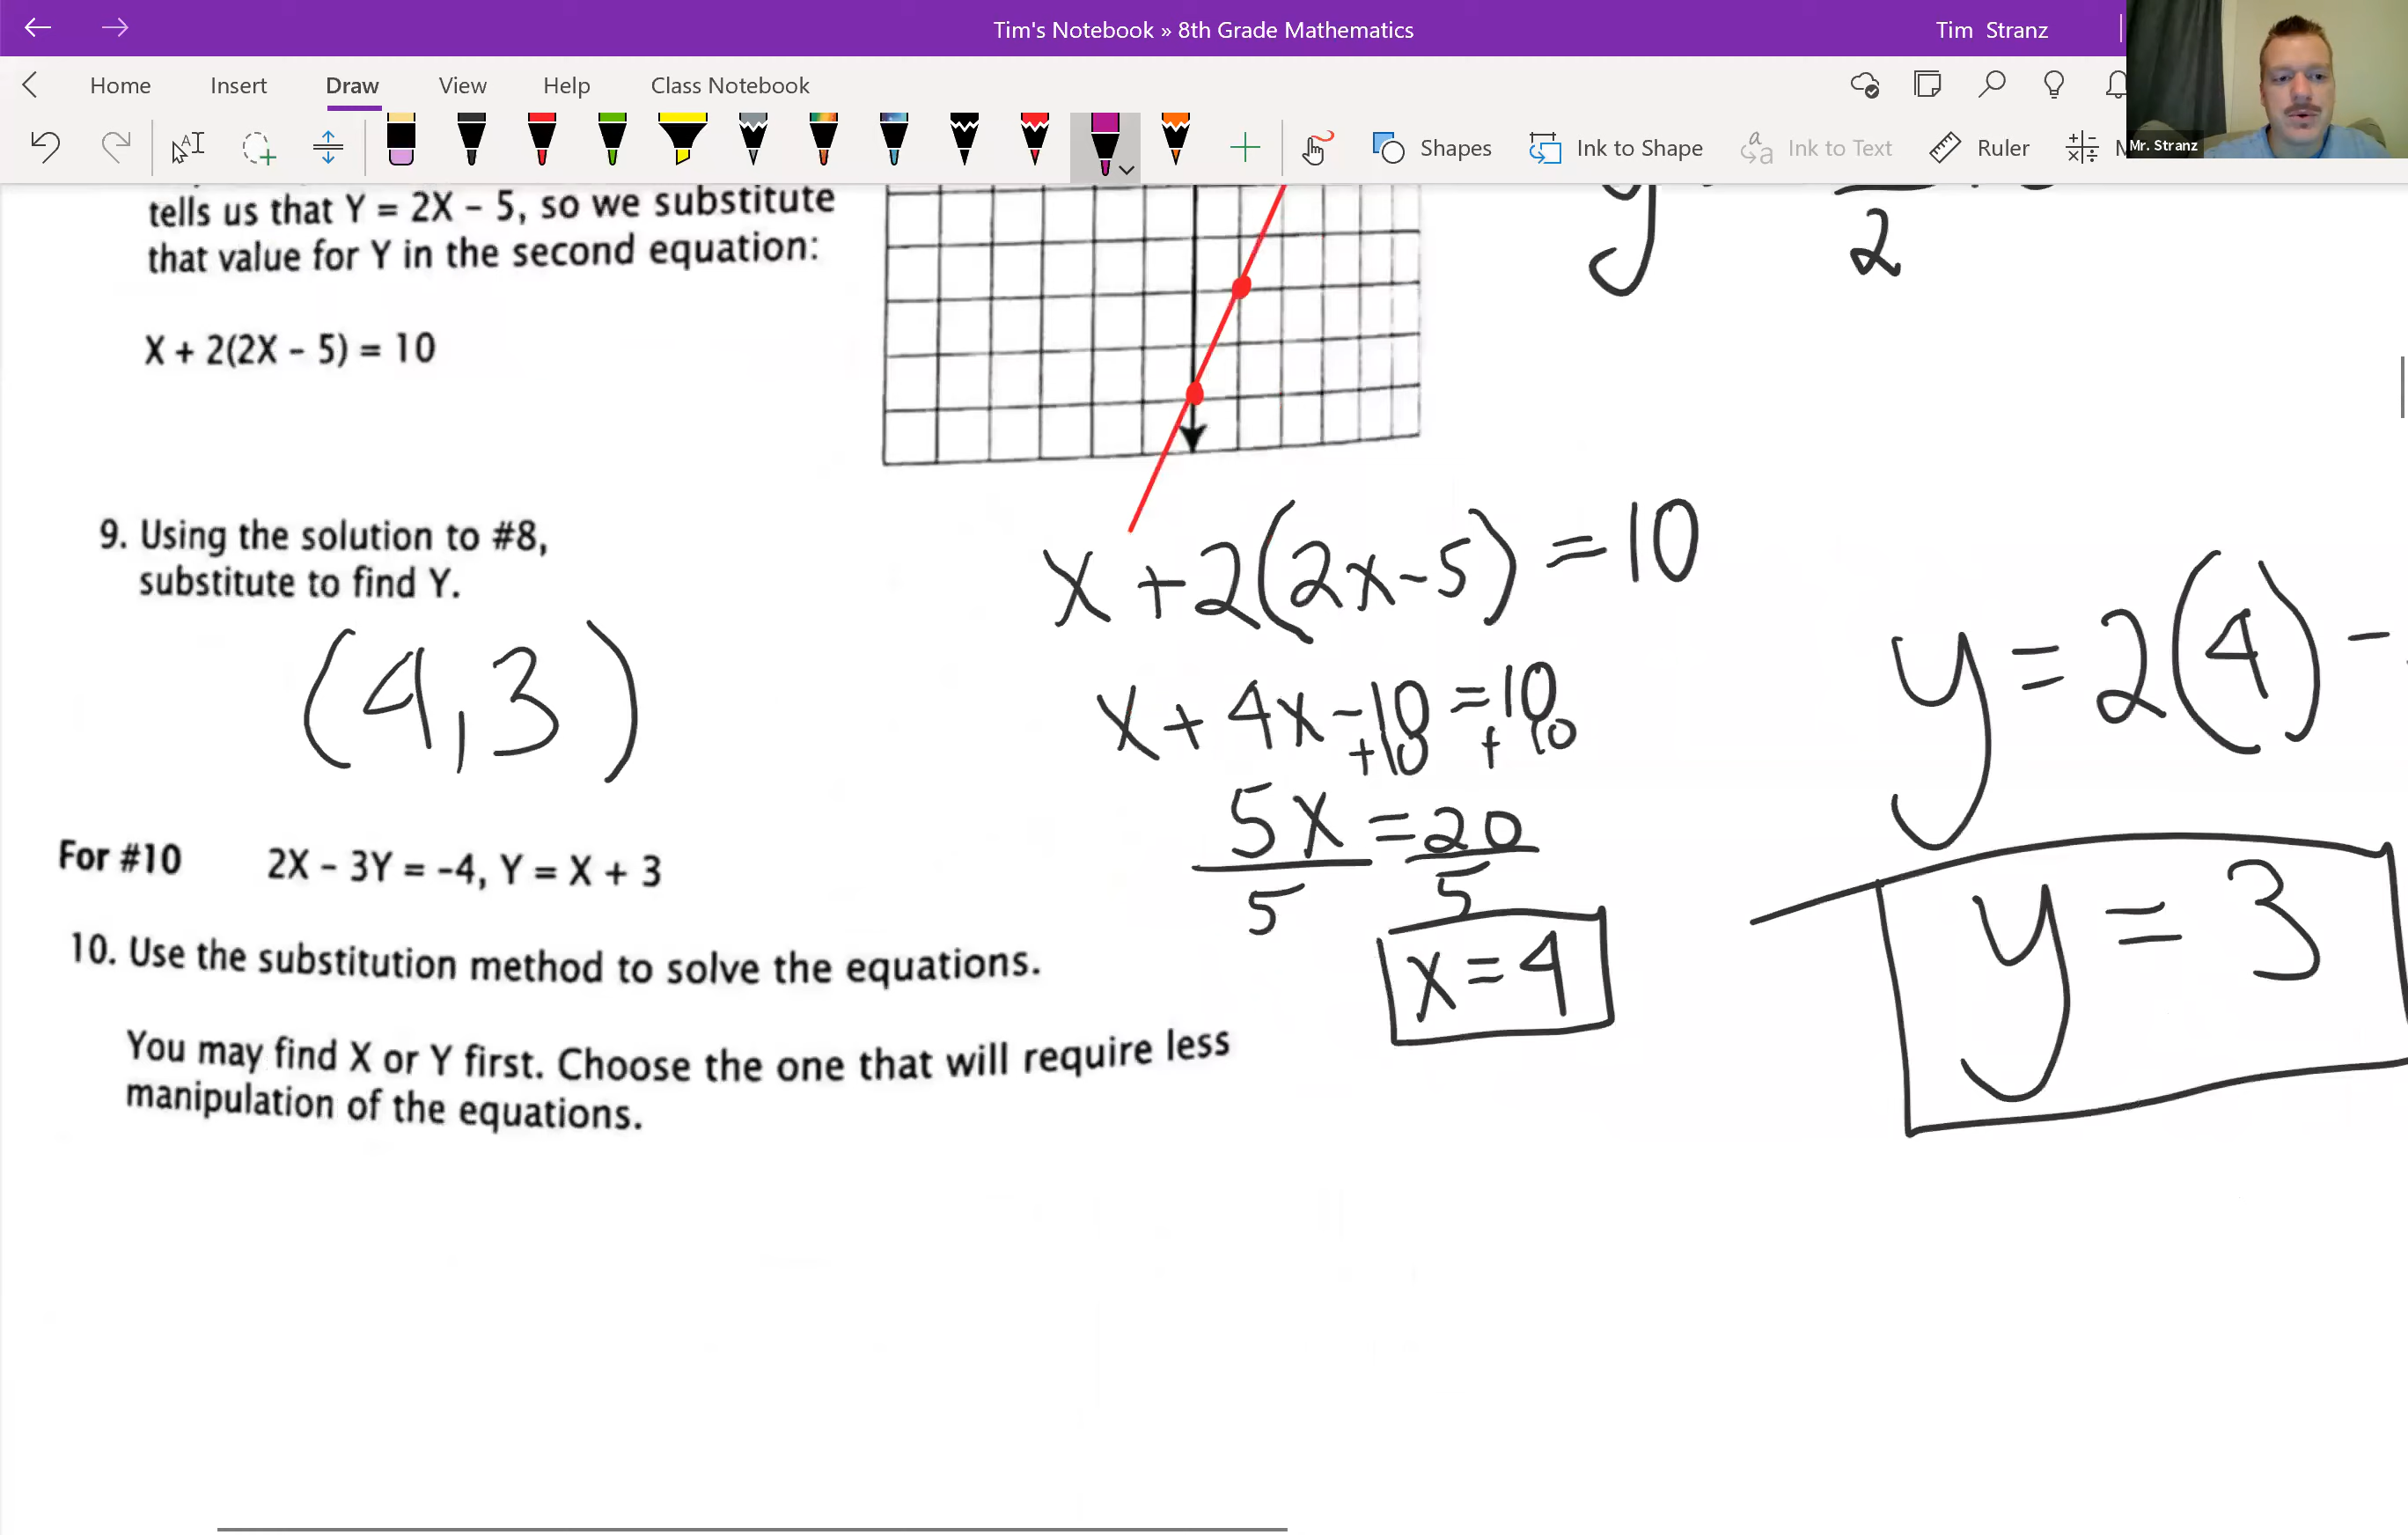 Tim's Notebook » 8th Grade Mathematics
Tim Stranz
Home Insert Draw View Help Class Notebook
Shapes Ink to Shape Ink to Text Ruler
Mr. Stranz
tells us that Y = 2X – 5, so we substitute
that value for Y in the second equation:
X + 2(2X – 5) = 10
y
2
9. Using the solution to #8,
substitute to find Y.
(4,3)
x + 2(2x-5) = 10
x + 4x -10 = 10
+10 + 10
5x = 20
5 5
x = 4
y = 2(4) -
y = 3
For #10 2X – 3Y = -4, Y = X + 3
10. Use the substitution method to solve the equations.
You may find X or Y first. Choose the one that will require less
manipulation of the equations.